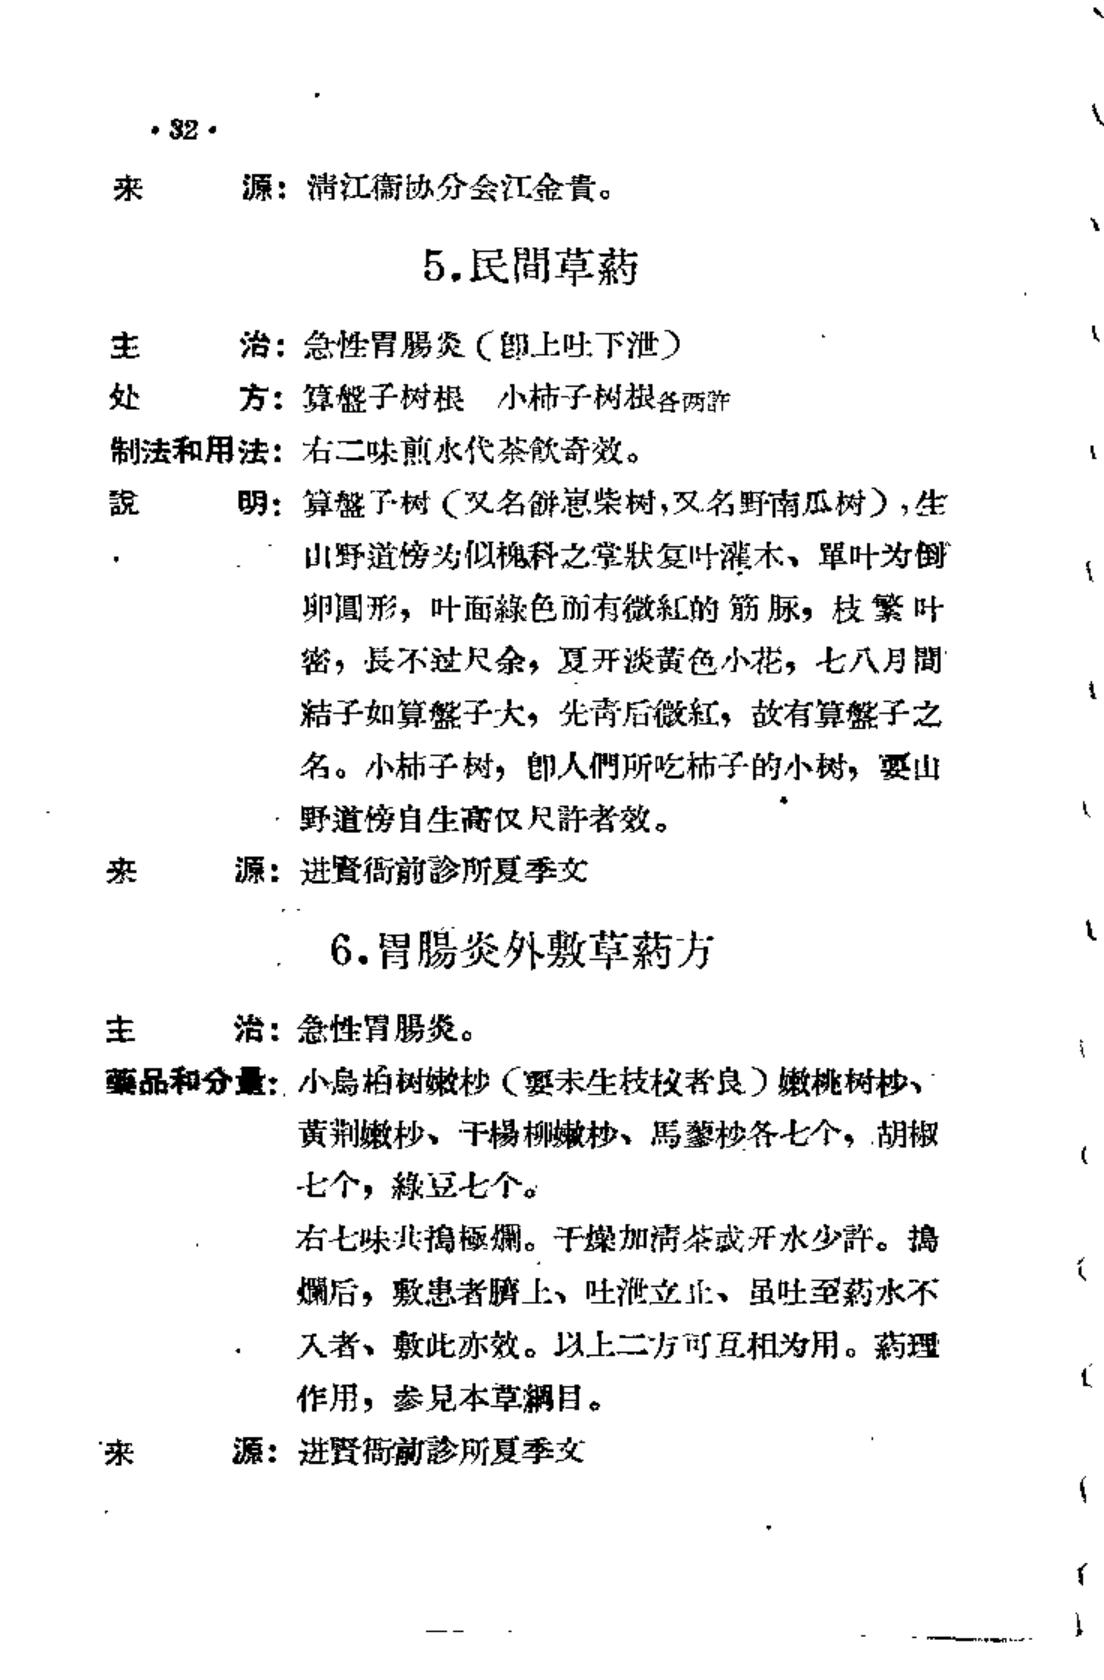 ·32·
来　　　源：清江衞协分会江金貴。
5.民間草葯
主　　　治：急性胃腸炎（卽上吐下泄）
处　　　方：算盤子树根　小柿子树根各两許
制法和用法：右二味煎水代茶飲奇效。
說　　　明：算盤子树（又名餅崽柴树，又名野南瓜树），生
山野道傍为似槐科之掌狀复叶灌木、單叶为倒
卵圓形，叶面綠色而有微紅的筋脉，枝繁叶
密，長不过尺余，夏开淡黃色小花，七八月間
結子如算盤子大，先靑后微紅，故有算盤子之
名。小柿子树，卽人們所吃柿子的小树，要山
野道傍自生高仅尺許者效。
来　　　源：进賢衙前診所夏季文
6.胃腸炎外敷草葯方
主　　　治：急性胃腸炎。
藥品和分量：小烏桕树嫩杪（要未生枝杈者良）嫩桃树杪、
黃荆嫩杪、干楊柳嫩杪、馬蓼杪各七个，胡椒
七个，綠豆七个。
右七味共搗極爛。干燥加淸茶或开水少許。搗
爛后，敷患者臍上、吐泄立止、虽吐至葯水不
入者、敷此亦效。以上二方可互相为用。葯理
作用，参見本草綱目。
来　　　源：进賢衙前診所夏季文